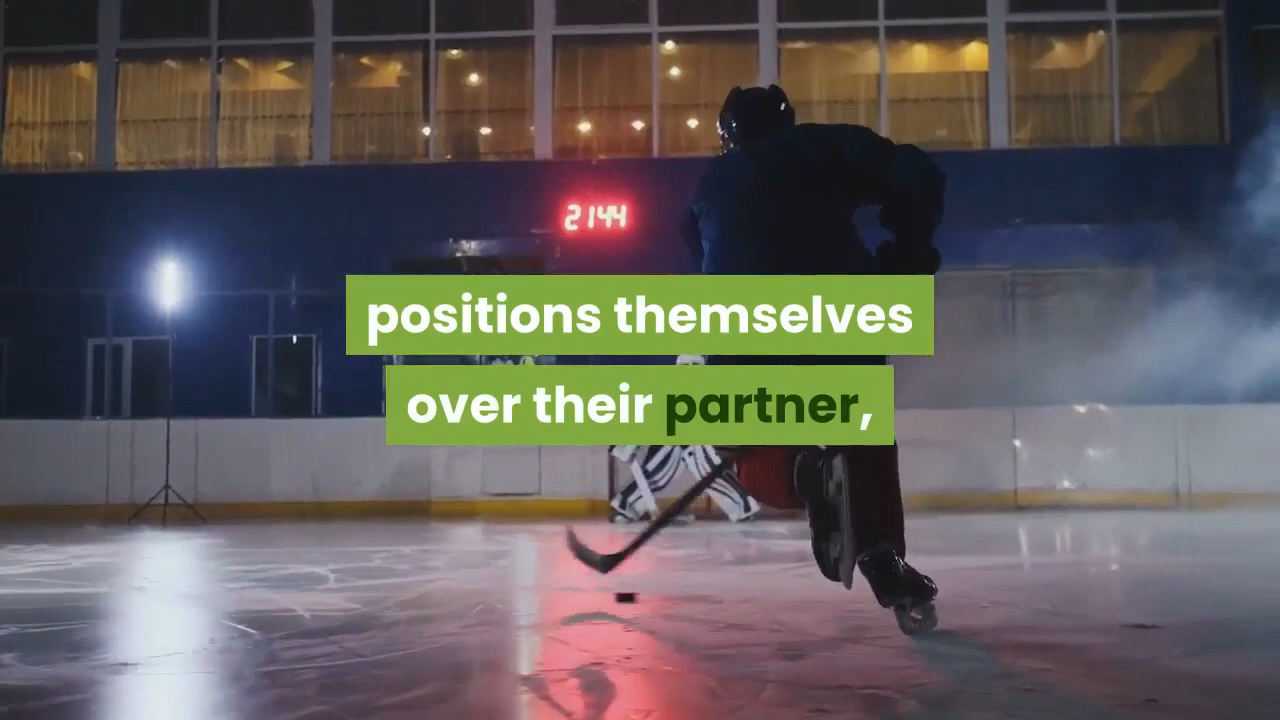 2144
positions themselves
over their partner,